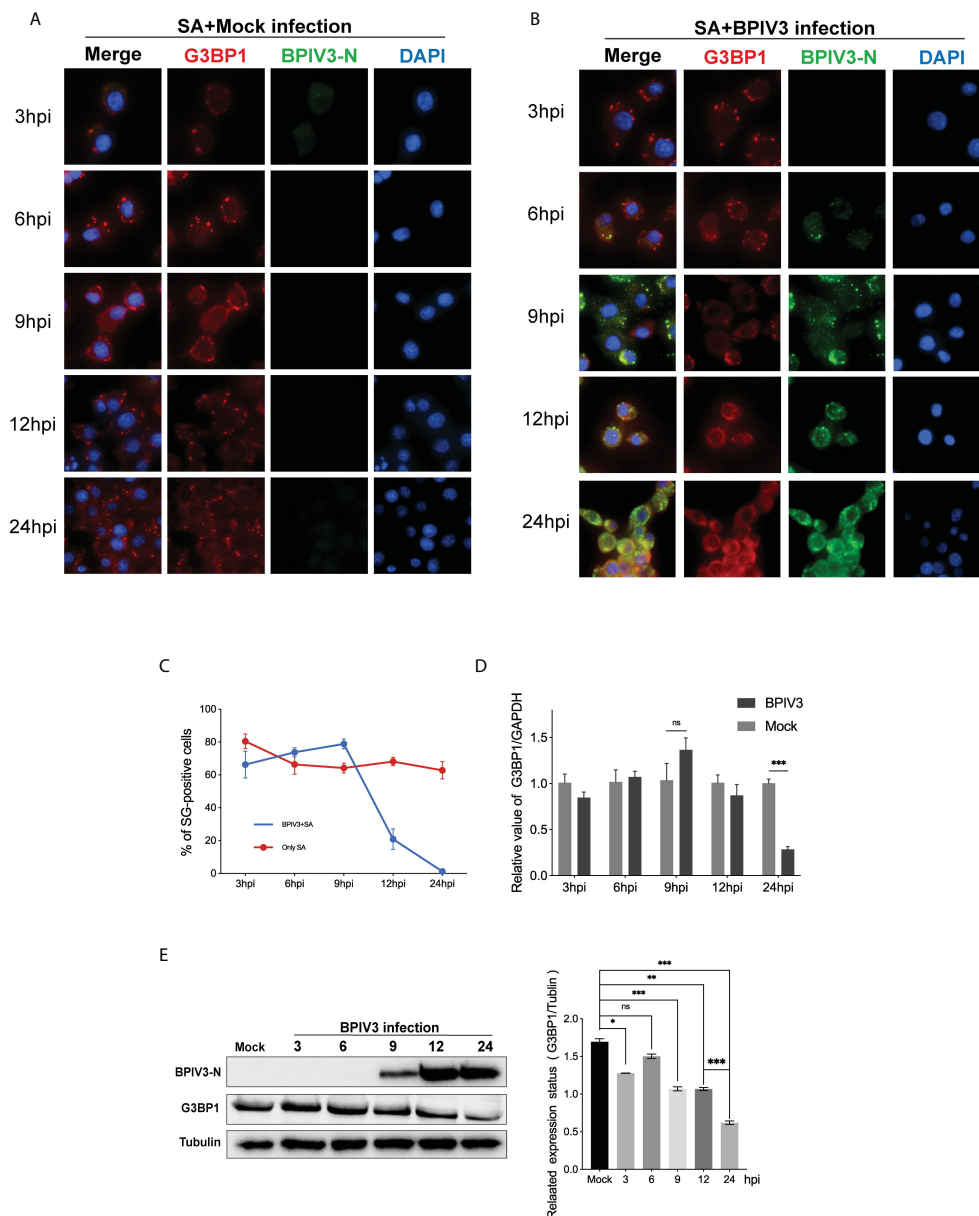 A
SA+Mock infection
Merge G3BP1 BPIV3-N DAPI
3hpi
6hpi
9hpi
12hpi
24hpi
B
SA+BPIV3 infection
Merge G3BP1 BPIV3-N DAPI
3hpi
6hpi
9hpi
12hpi
24hpi
C
% of SG-positive cells
100
80
60
40
20
0
BPIV3+SA
Only SA
3hpi 6hpi 9hpi 12hpi 24hpi
D
Relative value of G3BP1/GAPDH
BPIV3
Mock
1.5
1.0
0.5
0.0
ns
***
3hpi 6hpi 9hpi 12hpi 24hpi
E
BPIV3 infection
Mock 3 6 9 12 24
BPIV3-N
G3BP1
Tubulin
Relaated expression status ( G3BP1/Tublin )
2.0
1.5
1.0
0.5
0.0
***
**
***
ns
*
***
Mock 3 6 9 12 24 hpi